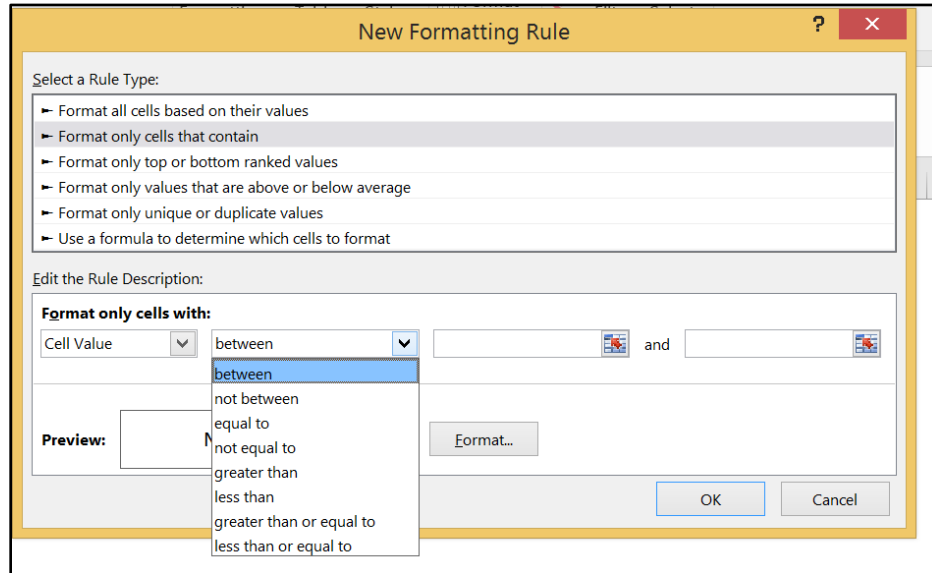 New Formatting Rule
?
Select a Rule Type:
► Format all cells based on their values
► Format only cells that contain
► Format only top or bottom ranked values
► Format only values that are above or below average
► Format only unique or duplicate values
► Use a formula to determine which cells to format
Edit the Rule Description:
Format only cells with:
Cell Value between and
between
not between
equal to
not equal to
greater than
less than
greater than or equal to
less than or equal to
Preview: N Format...
OK Cancel